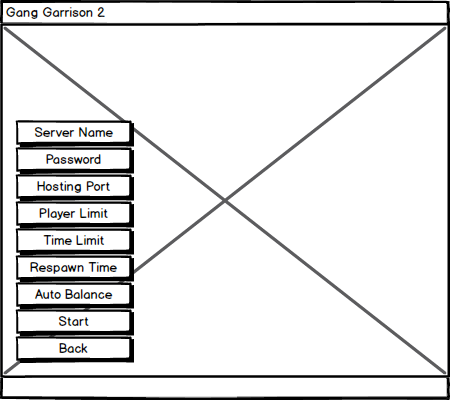 Gang Garrison 2
Server Name
Password
Hosting Port
Player Limit
Time Limit
Respawn Time
Auto Balance
Start
Back